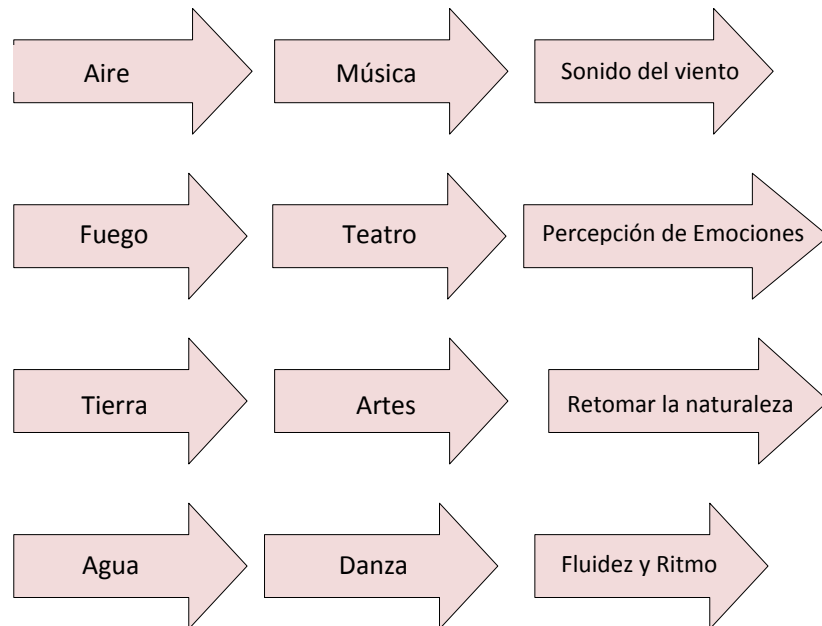 Aire
Música
Sonido del viento
Fuego
Teatro
Percepción de Emociones
Tierra
Artes
Retomar la naturaleza
Agua
Danza
Fluidez y Ritmo